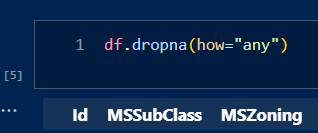 1 df.dropna(how="any")
[5]
... Id MSSubClass MSZoning